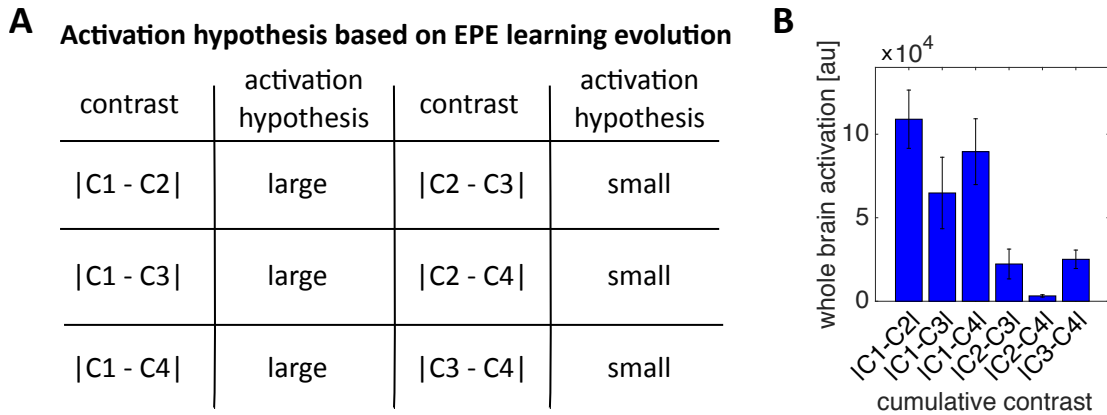 A
Activation hypothesis based on EPE learning evolution
contrast
activation
hypothesis
contrast
activation
hypothesis
|C1 - C2|
large
|C2 - C3|
small
|C1 - C3|
large
|C2 - C4|
small
|C1 - C4|
large
|C3 - C4|
small
B
×10⁴
whole brain activation [au]
10
5
0
|C1-C2|
|C1-C3|
|C1-C4|
|C2-C3|
|C2-C4|
|C3-C4|
cumulative contrast